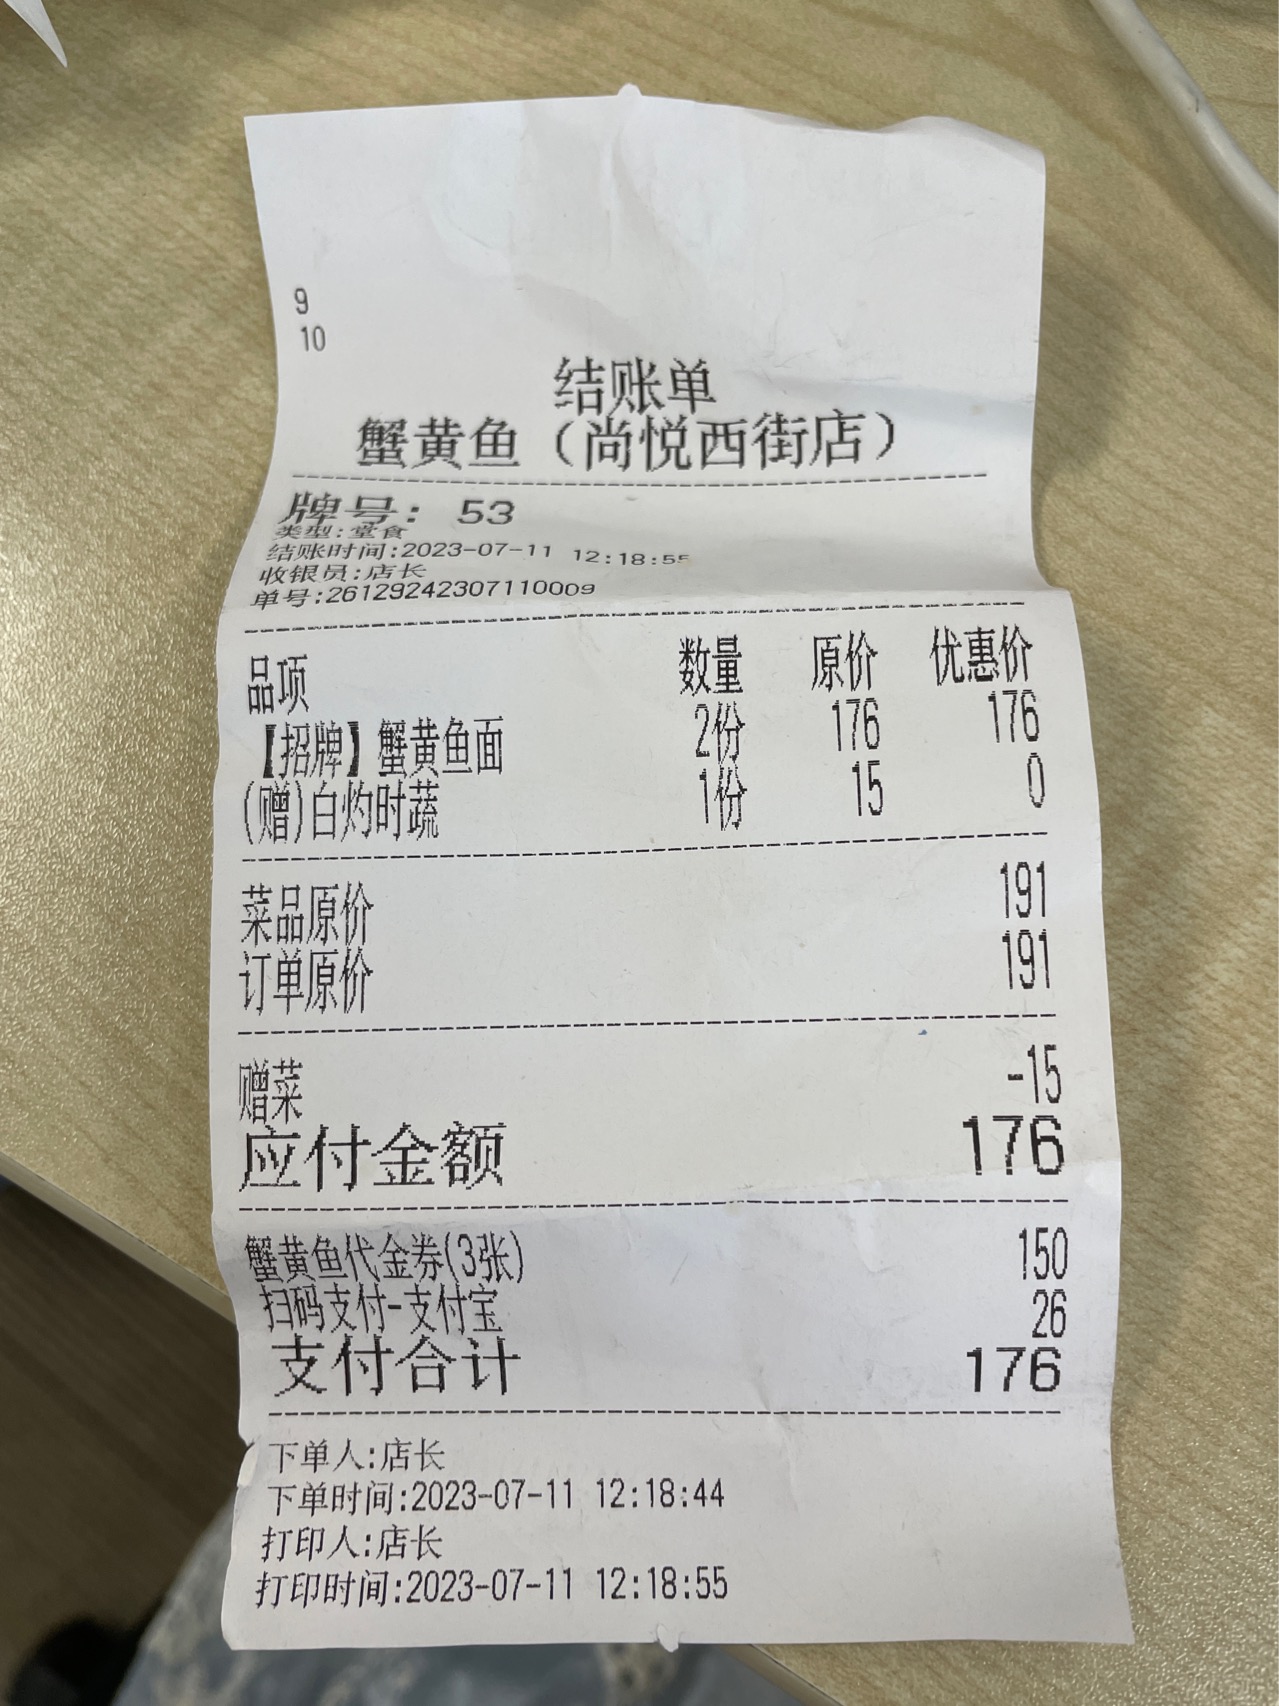 9
10
结账单
蟹黄鱼（尚悦西街店）
牌号: 53
类型:堂食
结账时间:2023-07-11 12:18:55
收银员:店长
单号:26129242307110009
品项 数量 原价 优惠价
【招牌】蟹黄鱼面 2份 176 176
(赠)白灼时蔬 1份 15 0
菜品原价 191
订单原价 191
赠菜 -15
应付金额 176
蟹黄鱼代金券(3张) 150
扫码支付-支付宝 26
支付合计 176
下单人:店长
下单时间:2023-07-11 12:18:44
打印人:店长
打印时间:2023-07-11 12:18:55